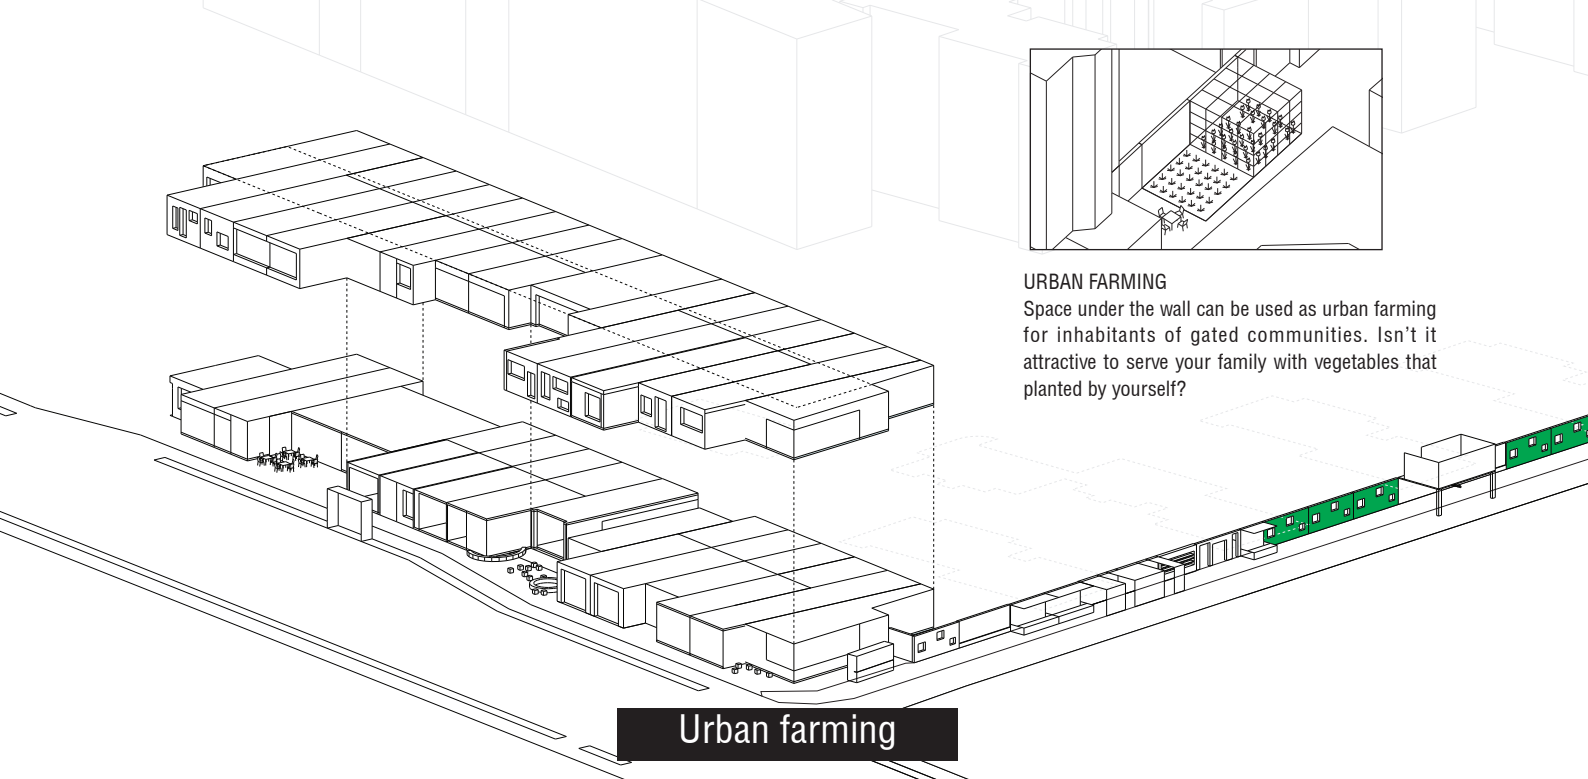 URBAN FARMING
Space under the wall can be used as urban farming
for inhabitants of gated communities. Isn’t it
attractive to serve your family with vegetables that
planted by yourself?
Urban farming